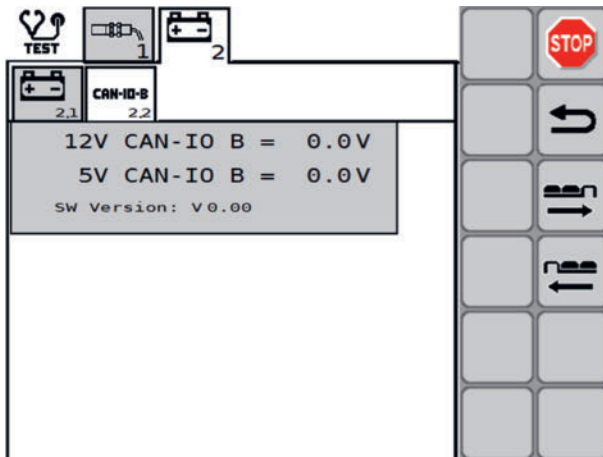 TEST
1
2
STOP
2.1
CAN-IO-B
2.2
12V CAN-IO B = 0.0V
5V CAN-IO B = 0.0V
SW Version: V0.00